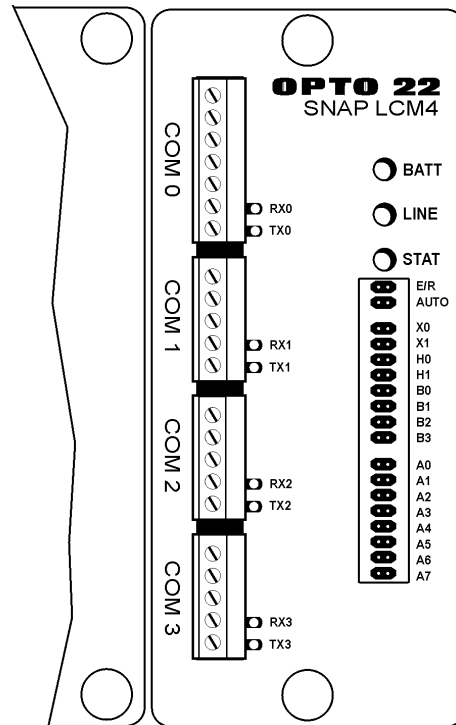 OPTO 22
SNAP LCM4
COM 0
RX0
TX0
COM 1
RX1
TX1
COM 2
RX2
TX2
COM 3
RX3
TX3
BATT
LINE
STAT
E/R
AUTO
X0
X1
H0
H1
B0
B1
B2
B3
A0
A1
A2
A3
A4
A5
A6
A7